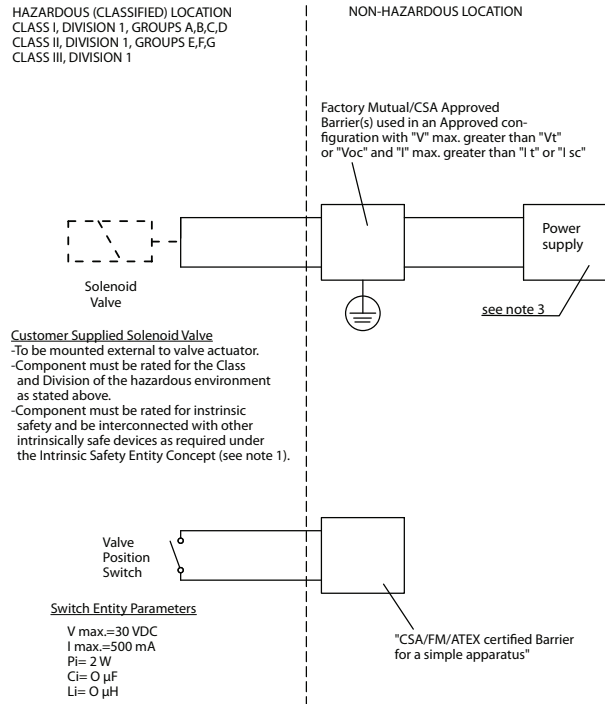 HAZARDOUS (CLASSIFIED) LOCATION
CLASS I, DIVISION 1, GROUPS A,B,C,D
CLASS II, DIVISION 1, GROUPS E,F,G
CLASS III, DIVISION 1
NON-HAZARDOUS LOCATION
Factory Mutual/CSA Approved
Barrier(s) used in an Approved con-
figuration with "V" max. greater than "Vt"
or "Voc" and "I" max. greater than "I t" or "I sc"
Power
supply
Solenoid
Valve
see note 3
Customer Supplied Solenoid Valve
-To be mounted external to valve actuator.
-Component must be rated for the Class
and Division of the hazardous environment
as stated above.
-Component must be rated for instrinsic
safety and be interconnected with other
intrinsically safe devices as required under
the Intrinsic Safety Entity Concept (see note 1).
Valve
Position
Switch
Switch Entity Parameters
V max.=30 VDC
I max.=500 mA
Pi= 2 W
Ci= O µF
Li= O µH
"CSA/FM/ATEX certified Barrier
for a simple apparatus"